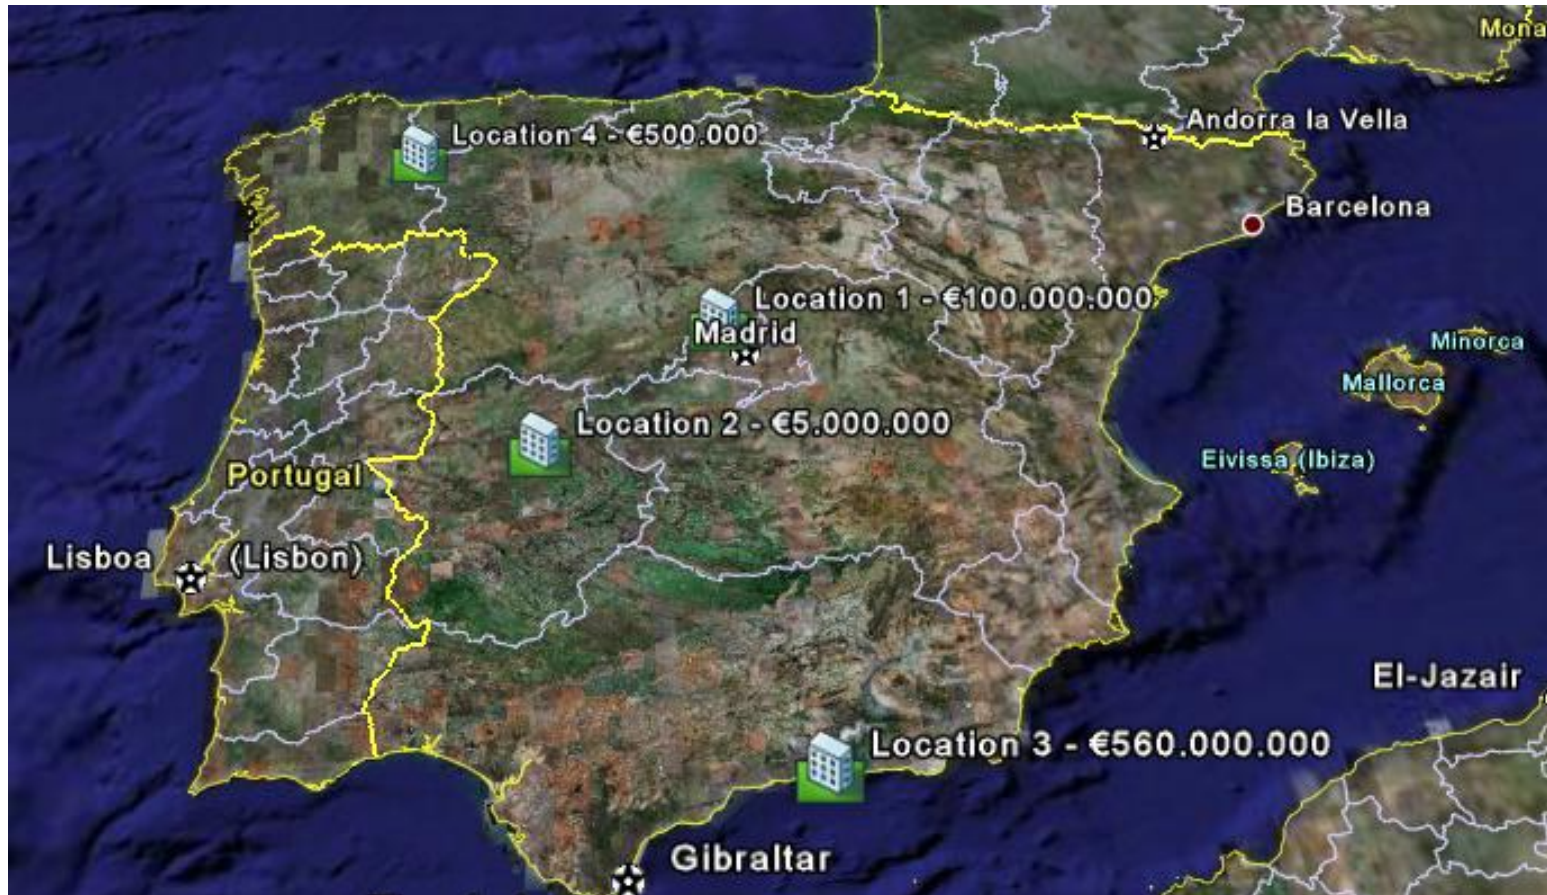 Mona
Location 4 - €500.000
Andorra la Vella
Barcelona
Location 1 - €100.000.000
Madrid
Minorca
Mallorca
Location 2 - €5.000.000
Eivissa (Ibiza)
Portugal
Lisboa (Lisbon)
El-Jazair
Location 3 - €560.000.000
Gibraltar